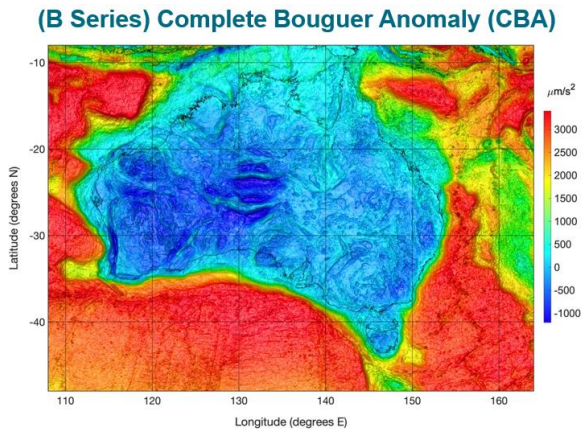 (B Series) Complete Bouguer Anomaly (CBA)
μm/s²
-10
-20
-30
-40
Latitude (degrees N)
110 120 130 140 150 160
Longitude (degrees E)
3000
2500
2000
1500
1000
500
0
-500
-1000